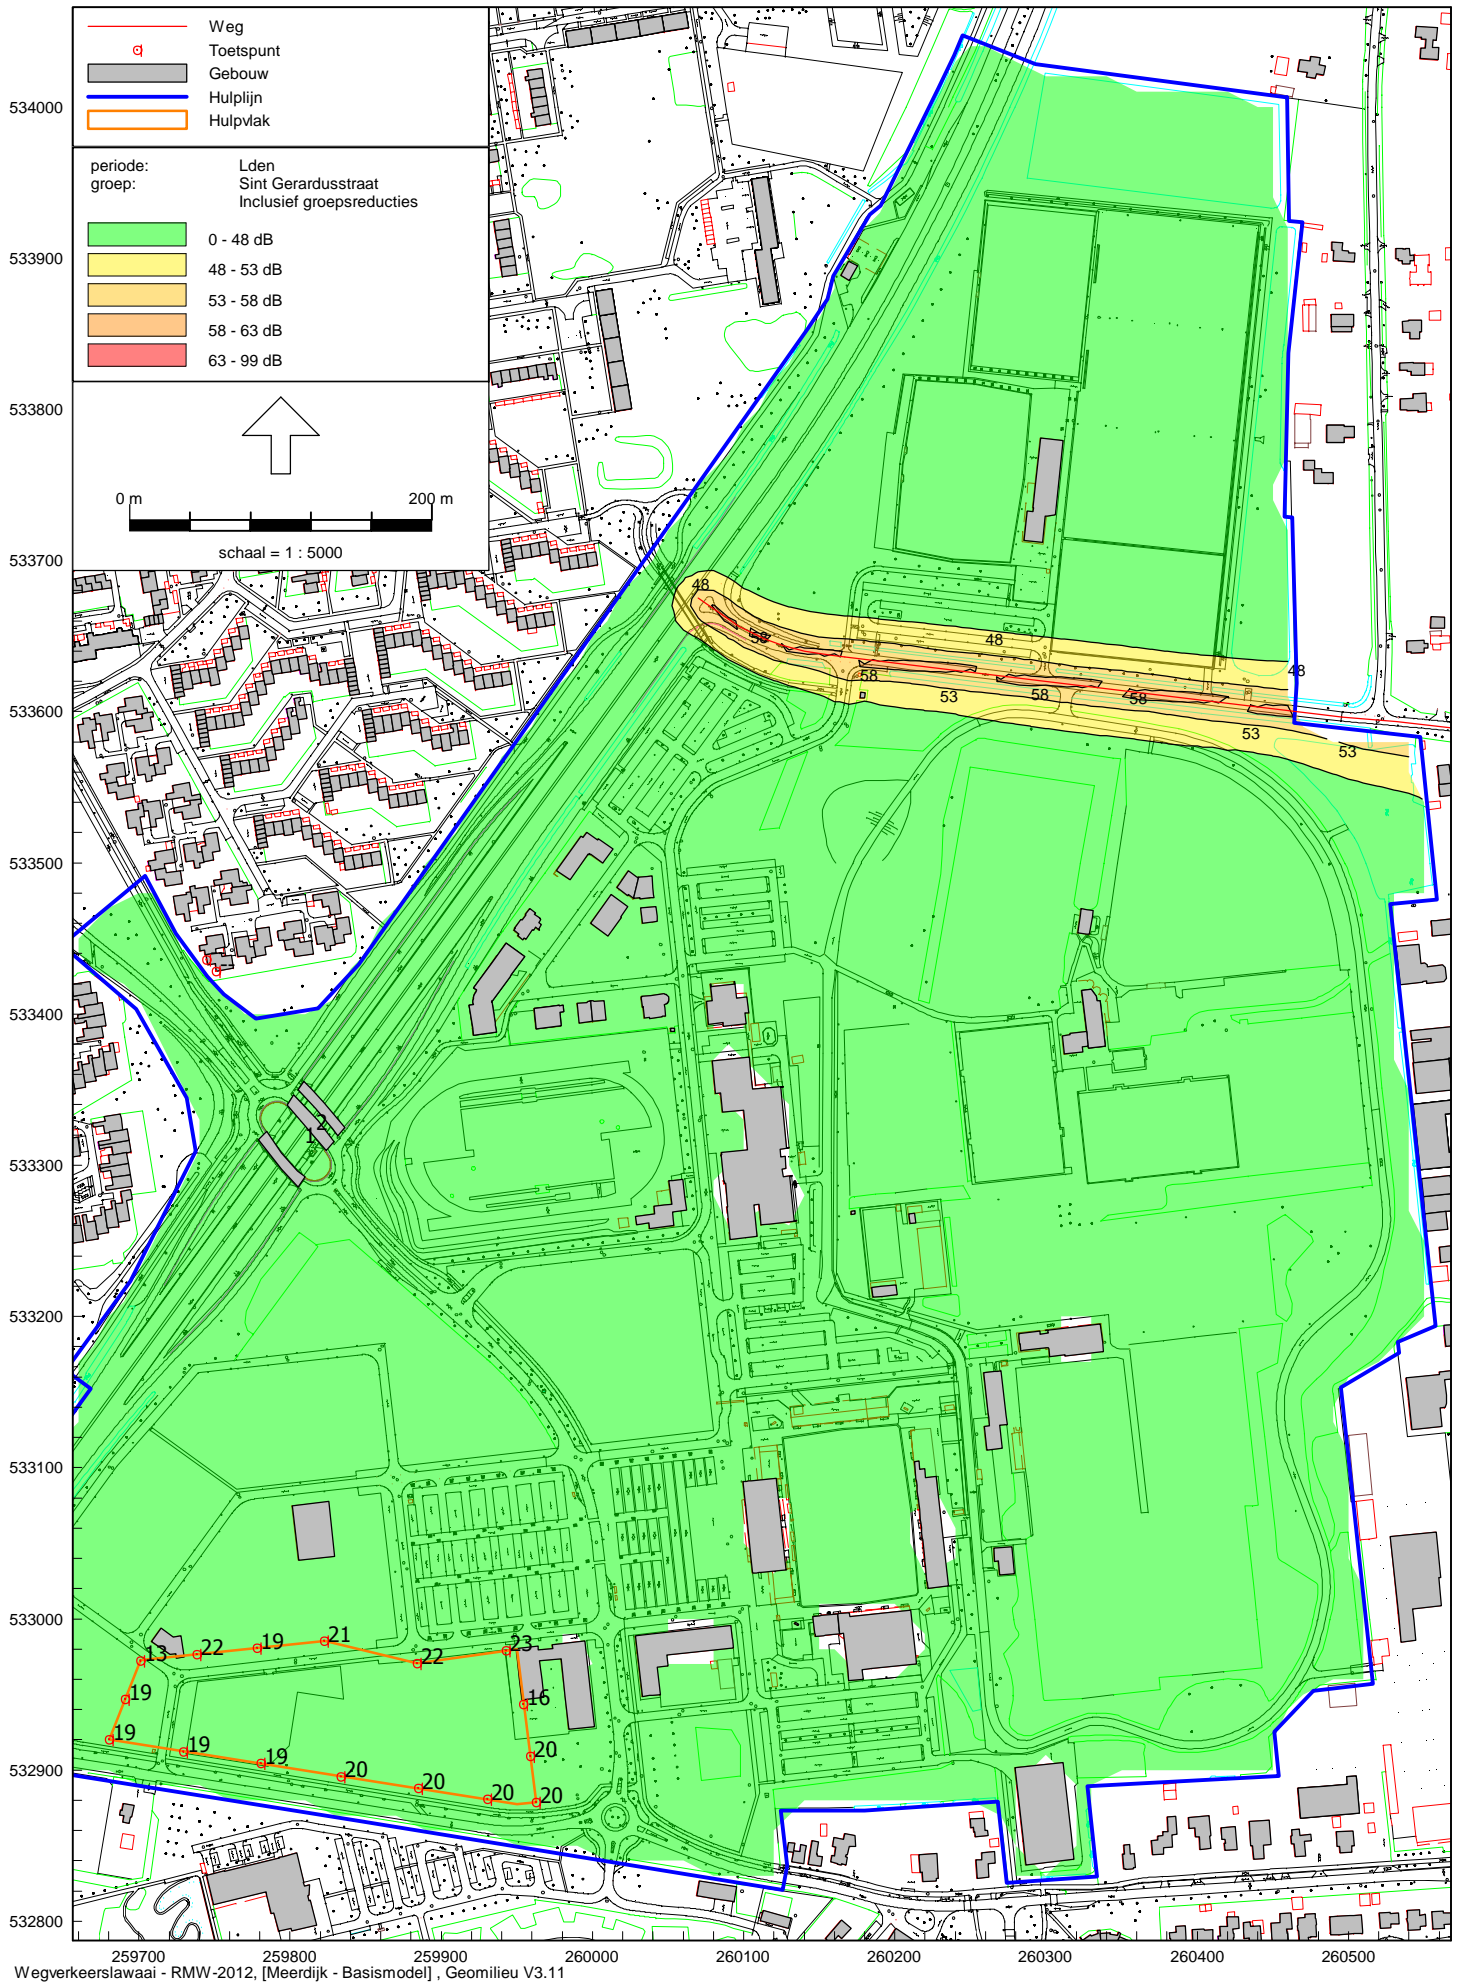 Weg
Toetspunt
Gebouw
Hulplijn
Hulpvlak
periode: Lden
groep: Sint Gerardusstraat
Inclusief groepsreducties
0 - 48 dB
48 - 53 dB
53 - 58 dB
58 - 63 dB
63 - 99 dB
0 m 200 m
schaal = 1 : 5000
534000
533900
533800
533700
533600
533500
533400
533300
533200
533100
533000
532900
532800
48
58
48
48
58
53
58
58
53
53
2
1
13
22
19
21
22
23
19
16
19
19
19
20
20
20
20
20
259700 259800 259900 260000 260100 260200 260300 260400 260500
Wegverkeerslawaai - RMW-2012, [Meerdijk - Basismodel] , Geomilieu V3.11